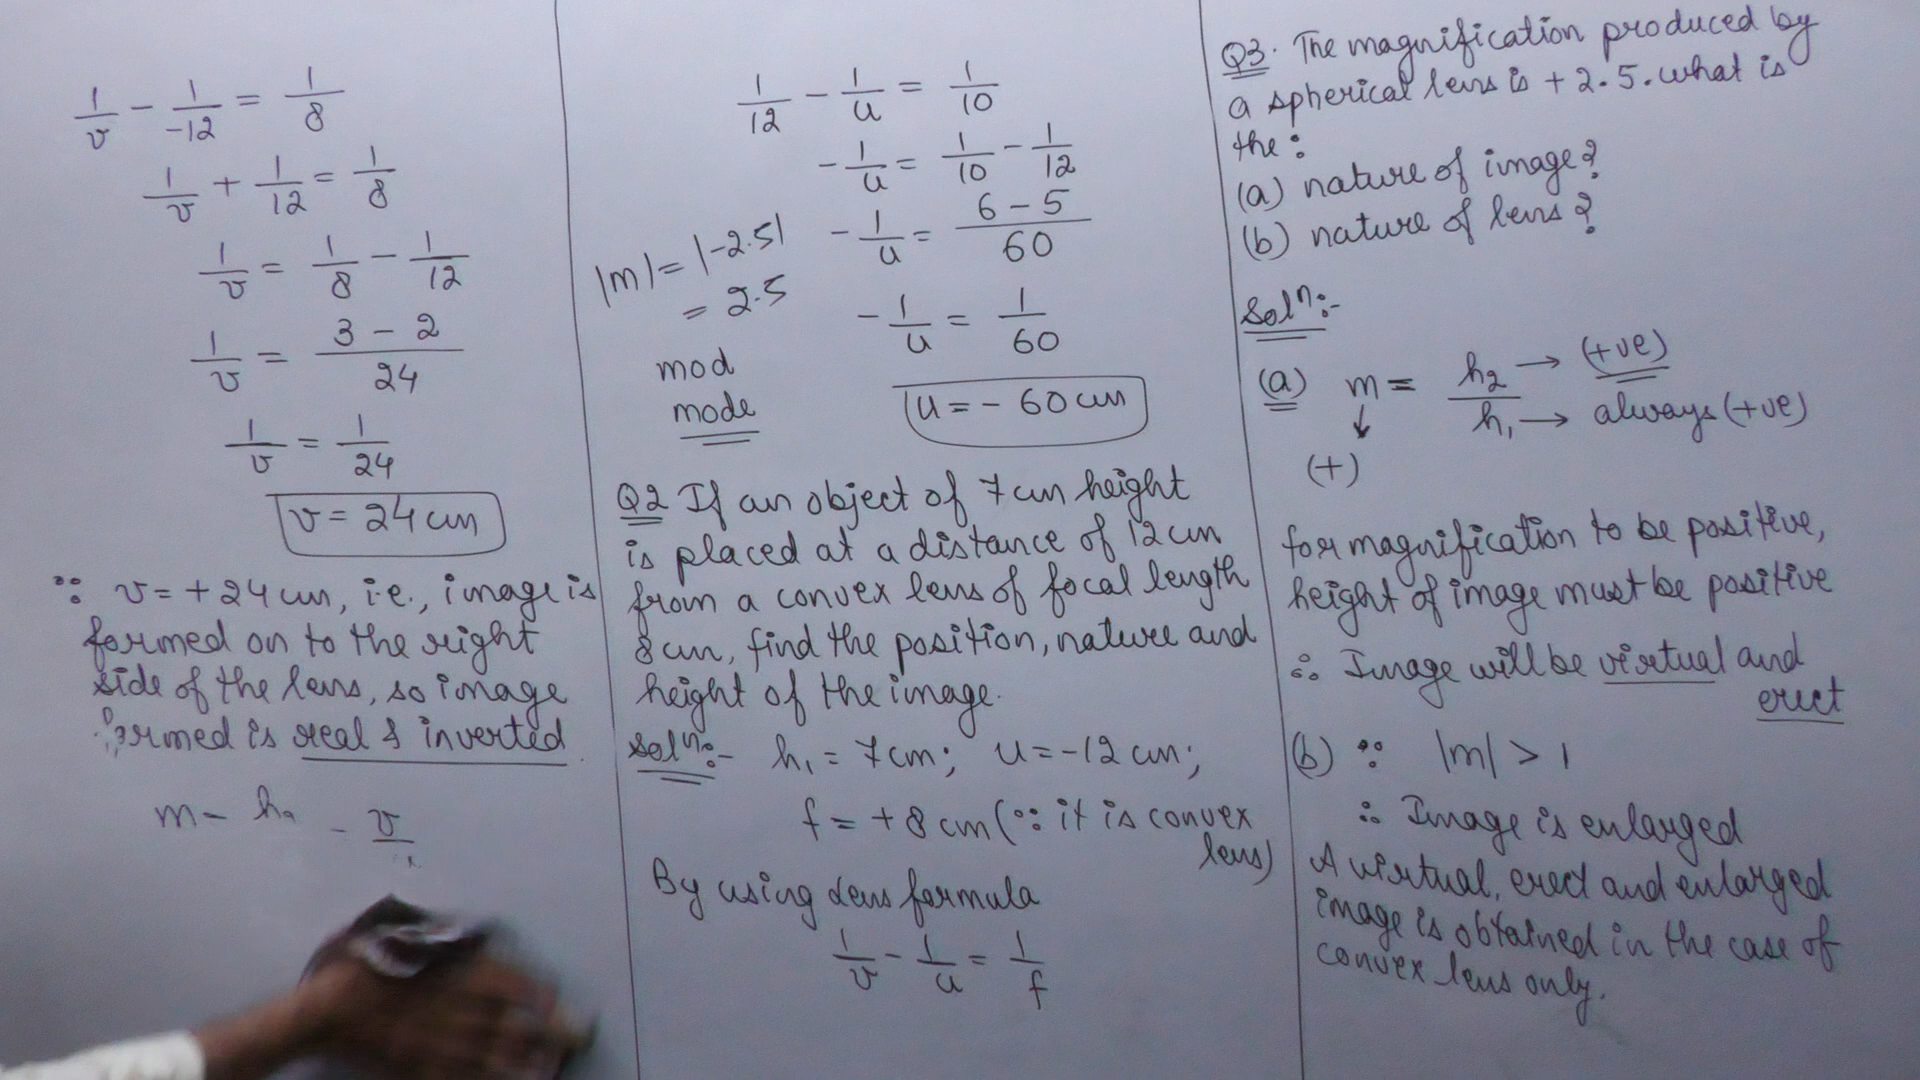 1/v - 1/-12 = 1/8
1/v + 1/12 = 1/8
1/v = 1/8 - 1/12
1/v = 3 - 2/24
1/v = 1/24
v = 24 cm
∵ v = + 24 cm, i.e., image is
formed on to the right
side of the lens, so image
formed is real & inverted
m - h - v
1/12 - 1/u = 1/10
- 1/u = 1/10 - 1/12
- 1/u = 6 - 5/60
|m| = |-2.5|
= 2.5
- 1/u = 1/60
mod
mode
u = - 60 cm
Q2 If an object of 7 cm height
is placed at a distance of 12 cm
from a convex lens of focal length
8 cm, find the position, nature and
height of the image.
Solⁿ:- h₁ = 7 cm; u = -12 cm;
f = + 8 cm (∵ it is convex
lens)
By using Lens formula
1/v - 1/u = 1/f
Q3. The magnification produced by
a spherical lens is + 2.5. what is
the:
(a) nature of image?
(b) nature of lens?
Solⁿ:-
(a) m = h₂/h₁
h₂ → (+ve)
h₁ → always (+ve)
↓
(+)
for magnification to be positive,
height of image must be positive
∴ Image will be virtual and
erect
(b) ∵ |m| > 1
∴ Image is enlarged
A virtual, erect and enlarged
image is obtained in the case of
convex lens only.